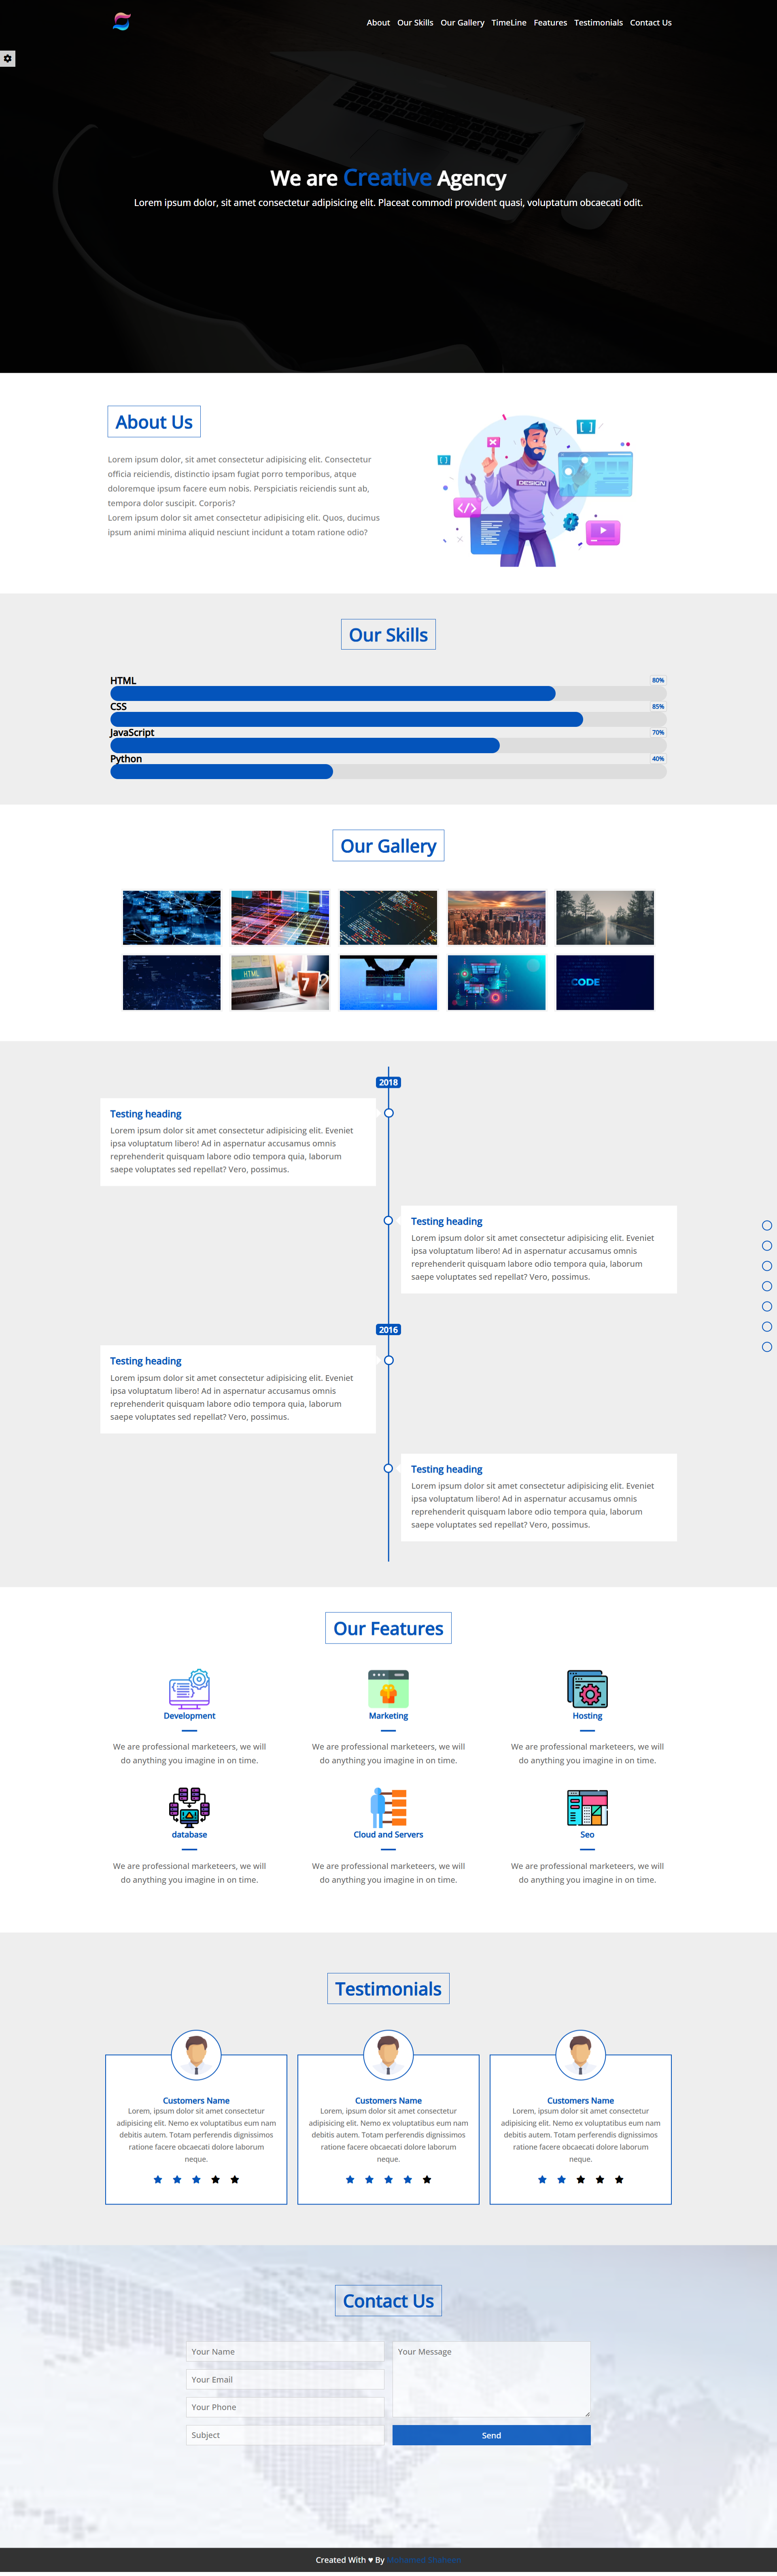 About Our Skills Our Gallery TimeLine Features Testimonials Contact Us
We are Creative Agency
Lorem ipsum dolor, sit amet consectetur adipisicing elit. Placeat commodi provident quasi, voluptatum obcaecati odit.
About Us
Lorem ipsum dolor, sit amet consectetur adipisicing elit. Consectetur
officia reiciendis, distinctio ipsam fugiat porro temporibus, atque
doloremque ipsum facere eum nobis. Perspiciatis reiciendis sunt ab,
tempora dolor suscipit. Corporis?
Lorem ipsum dolor sit amet consectetur adipisicing elit. Quos, ducimus
ipsum animi minima aliquid nesciunt incidunt a totam ratione odio?
DESIGN
Our Skills
HTML 80%
CSS 85%
JavaScript 70%
Python 40%
Our Gallery
HTML
7
CODE
2018
Testing heading
Lorem ipsum dolor sit amet consectetur adipisicing elit. Eveniet
ipsa voluptatum libero! Ad in aspernatur accusamus omnis
reprehenderit quisquam labore odio tempora quia, laborum
saepe voluptates sed repellat? Vero, possimus.
Testing heading
Lorem ipsum dolor sit amet consectetur adipisicing elit. Eveniet
ipsa voluptatum libero! Ad in aspernatur accusamus omnis
reprehenderit quisquam labore odio tempora quia, laborum
saepe voluptates sed repellat? Vero, possimus.
2016
Testing heading
Lorem ipsum dolor sit amet consectetur adipisicing elit. Eveniet
ipsa voluptatum libero! Ad in aspernatur accusamus omnis
reprehenderit quisquam labore odio tempora quia, laborum
saepe voluptates sed repellat? Vero, possimus.
Testing heading
Lorem ipsum dolor sit amet consectetur adipisicing elit. Eveniet
ipsa voluptatum libero! Ad in aspernatur accusamus omnis
reprehenderit quisquam labore odio tempora quia, laborum
saepe voluptates sed repellat? Vero, possimus.
Our Features
Development
We are professional marketeers, we will
do anything you imagine in on time.
Marketing
We are professional marketeers, we will
do anything you imagine in on time.
Hosting
We are professional marketeers, we will
do anything you imagine in on time.
database
We are professional marketeers, we will
do anything you imagine in on time.
Cloud and Servers
We are professional marketeers, we will
do anything you imagine in on time.
Seo
We are professional marketeers, we will
do anything you imagine in on time.
Testimonials
Customers Name
Lorem, ipsum dolor sit amet consectetur
adipisicing elit. Nemo ex voluptatibus eum nam
debitis autem. Totam perferendis dignissimos
ratione facere obcaecati dolore laborum
neque.
Customers Name
Lorem, ipsum dolor sit amet consectetur
adipisicing elit. Nemo ex voluptatibus eum nam
debitis autem. Totam perferendis dignissimos
ratione facere obcaecati dolore laborum
neque.
Customers Name
Lorem, ipsum dolor sit amet consectetur
adipisicing elit. Nemo ex voluptatibus eum nam
debitis autem. Totam perferendis dignissimos
ratione facere obcaecati dolore laborum
neque.
Contact Us
Your Name
Your Email
Your Phone
Subject
Your Message
Send
Created With ♥ By